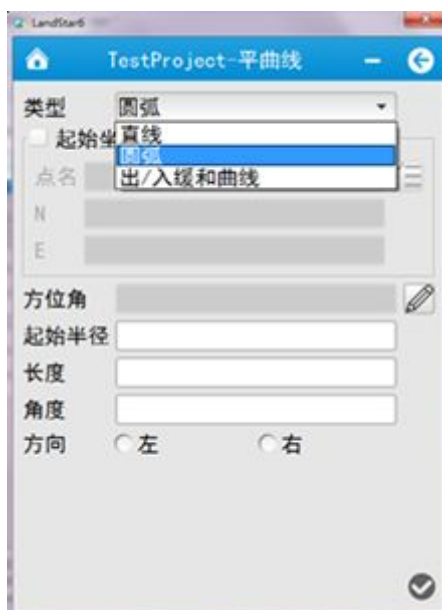 LandStar6
TestProject-平曲线
类型 圆弧
直线
起始坐
圆弧
出/入缓和曲线
点名
N
E
方位角
起始半径
长度
角度
方向 左 右